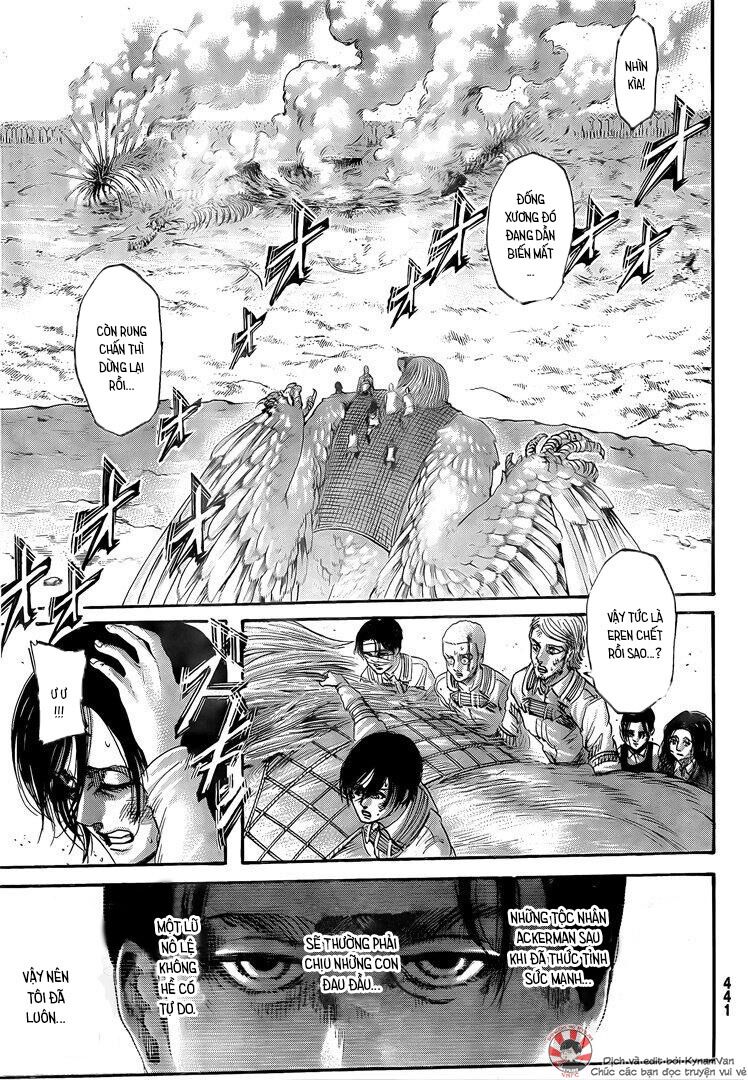 NHÌN
KÌA!
ĐỐNG
XƯƠNG ĐÓ
ĐANG DẦN
BIẾN MẤT
...
CÒN RUNG
CHẤN THÌ
DỪNG LẠI
RỒI...
VẬY TỨC LÀ
EREN CHẾT
RỒI SAO...?
Ư Ư
!!!
NHỮNG TỘC NHÂN
ACKERMAN SAU
KHI ĐÃ THỨC TỈNH
SỨC MẠNH...
SẼ THƯỜNG PHẢI
CHỊU NHỮNG CƠN
ĐAU ĐẦU...
MỘT LŨ
NÔ LỆ
KHÔNG
HỀ CÓ
TỰ DO.
VẬY NÊN
TÔI ĐÃ
LUÔN...
441
Dịch và edit bởi KynamVan
Chúc các bạn đọc truyện vui vẻ